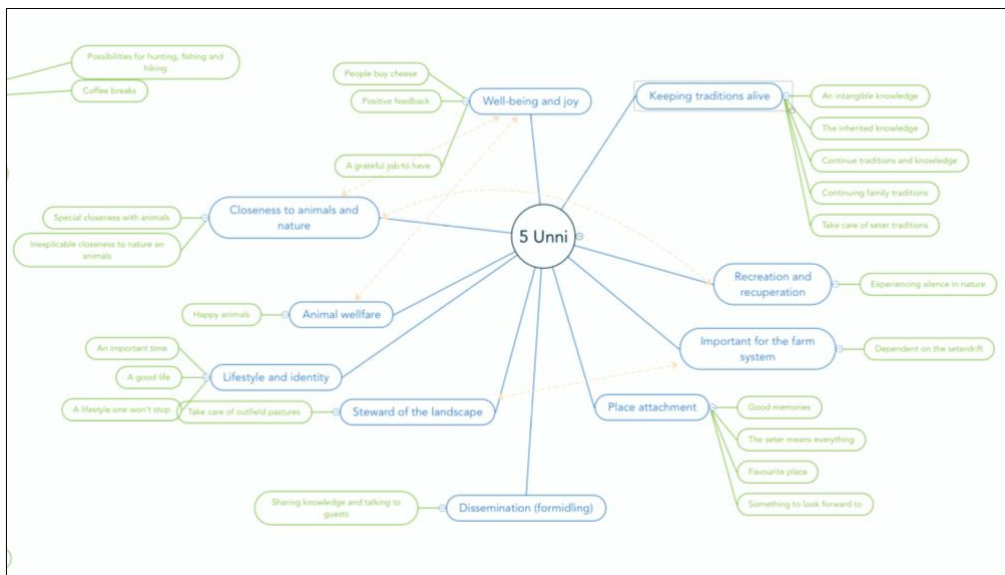 Possibilities for hunting, fishing and
hiking
Coffee breaks
People buy cheese
Positive feedback
A grateful job to have
Well-being and joy
Keeping traditions alive
An intangible knowledge
The inherited knowledge
Continue traditions and knowledge
Continuing family traditions
Take care of seter traditions
Closeness to animals and
nature
Special closeness with animals
Inexplicable closeness to nature an
animals
5 Unni
Recreation and
recuperation
Experiencing silence in nature
Animal wellfare
Happy animals
Important for the farm
system
Dependent on the seterdrift
Lifestyle and identity
An important time
A good life
A lifestyle one won't stop
Steward of the landscape
Take care of outfield pastures
Place attachment
Good memories
The seter means everything
Favourite place
Something to look forward to
Dissemination (formidling)
Sharing knowledge and talking to
guests